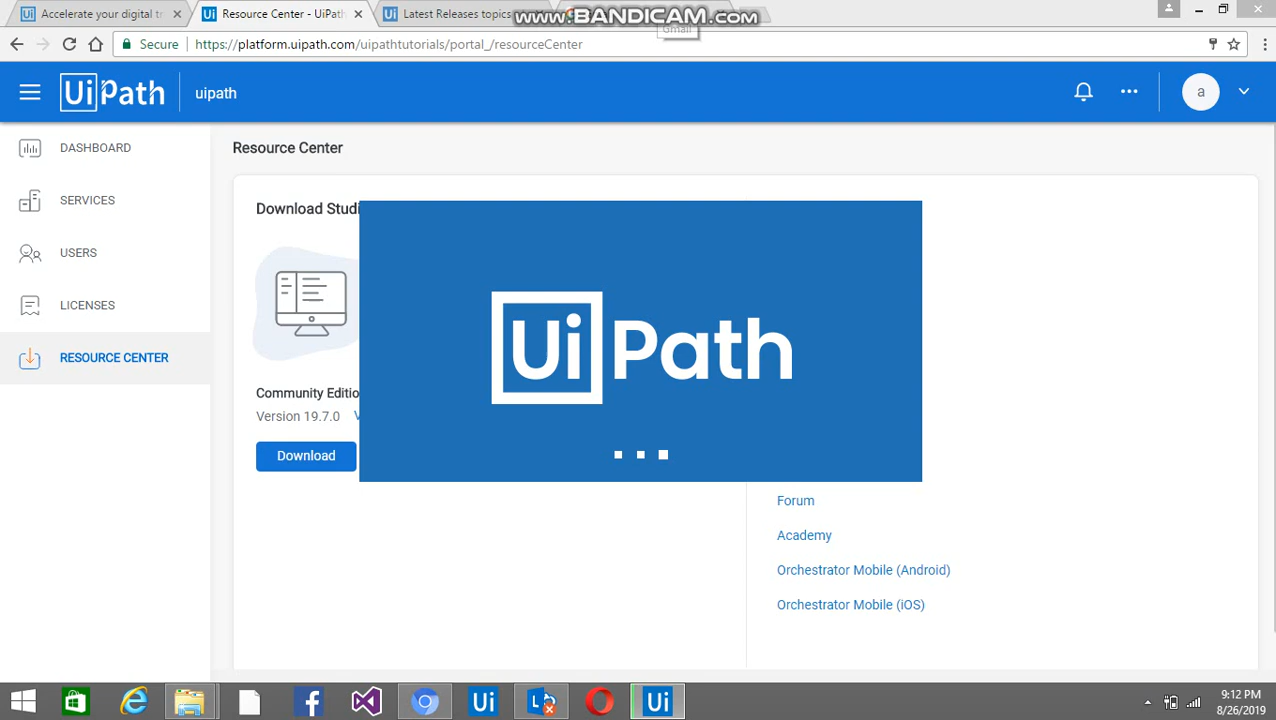 Accelerate your digital tr
Resource Center - UiPath
Latest Releases topics
www.BANDICAM.com
Gmail
Secure
https://platform.uipath.com/uipathtutorials/portal_/resourceCenter
UiPath
uipath
a
DASHBOARD
SERVICES
USERS
LICENSES
RESOURCE CENTER
Resource Center
Download Studi
UiPath
Community Editio
Version 19.7.0
Download
Forum
Academy
Orchestrator Mobile (Android)
Orchestrator Mobile (iOS)
9:12 PM
8/26/2019